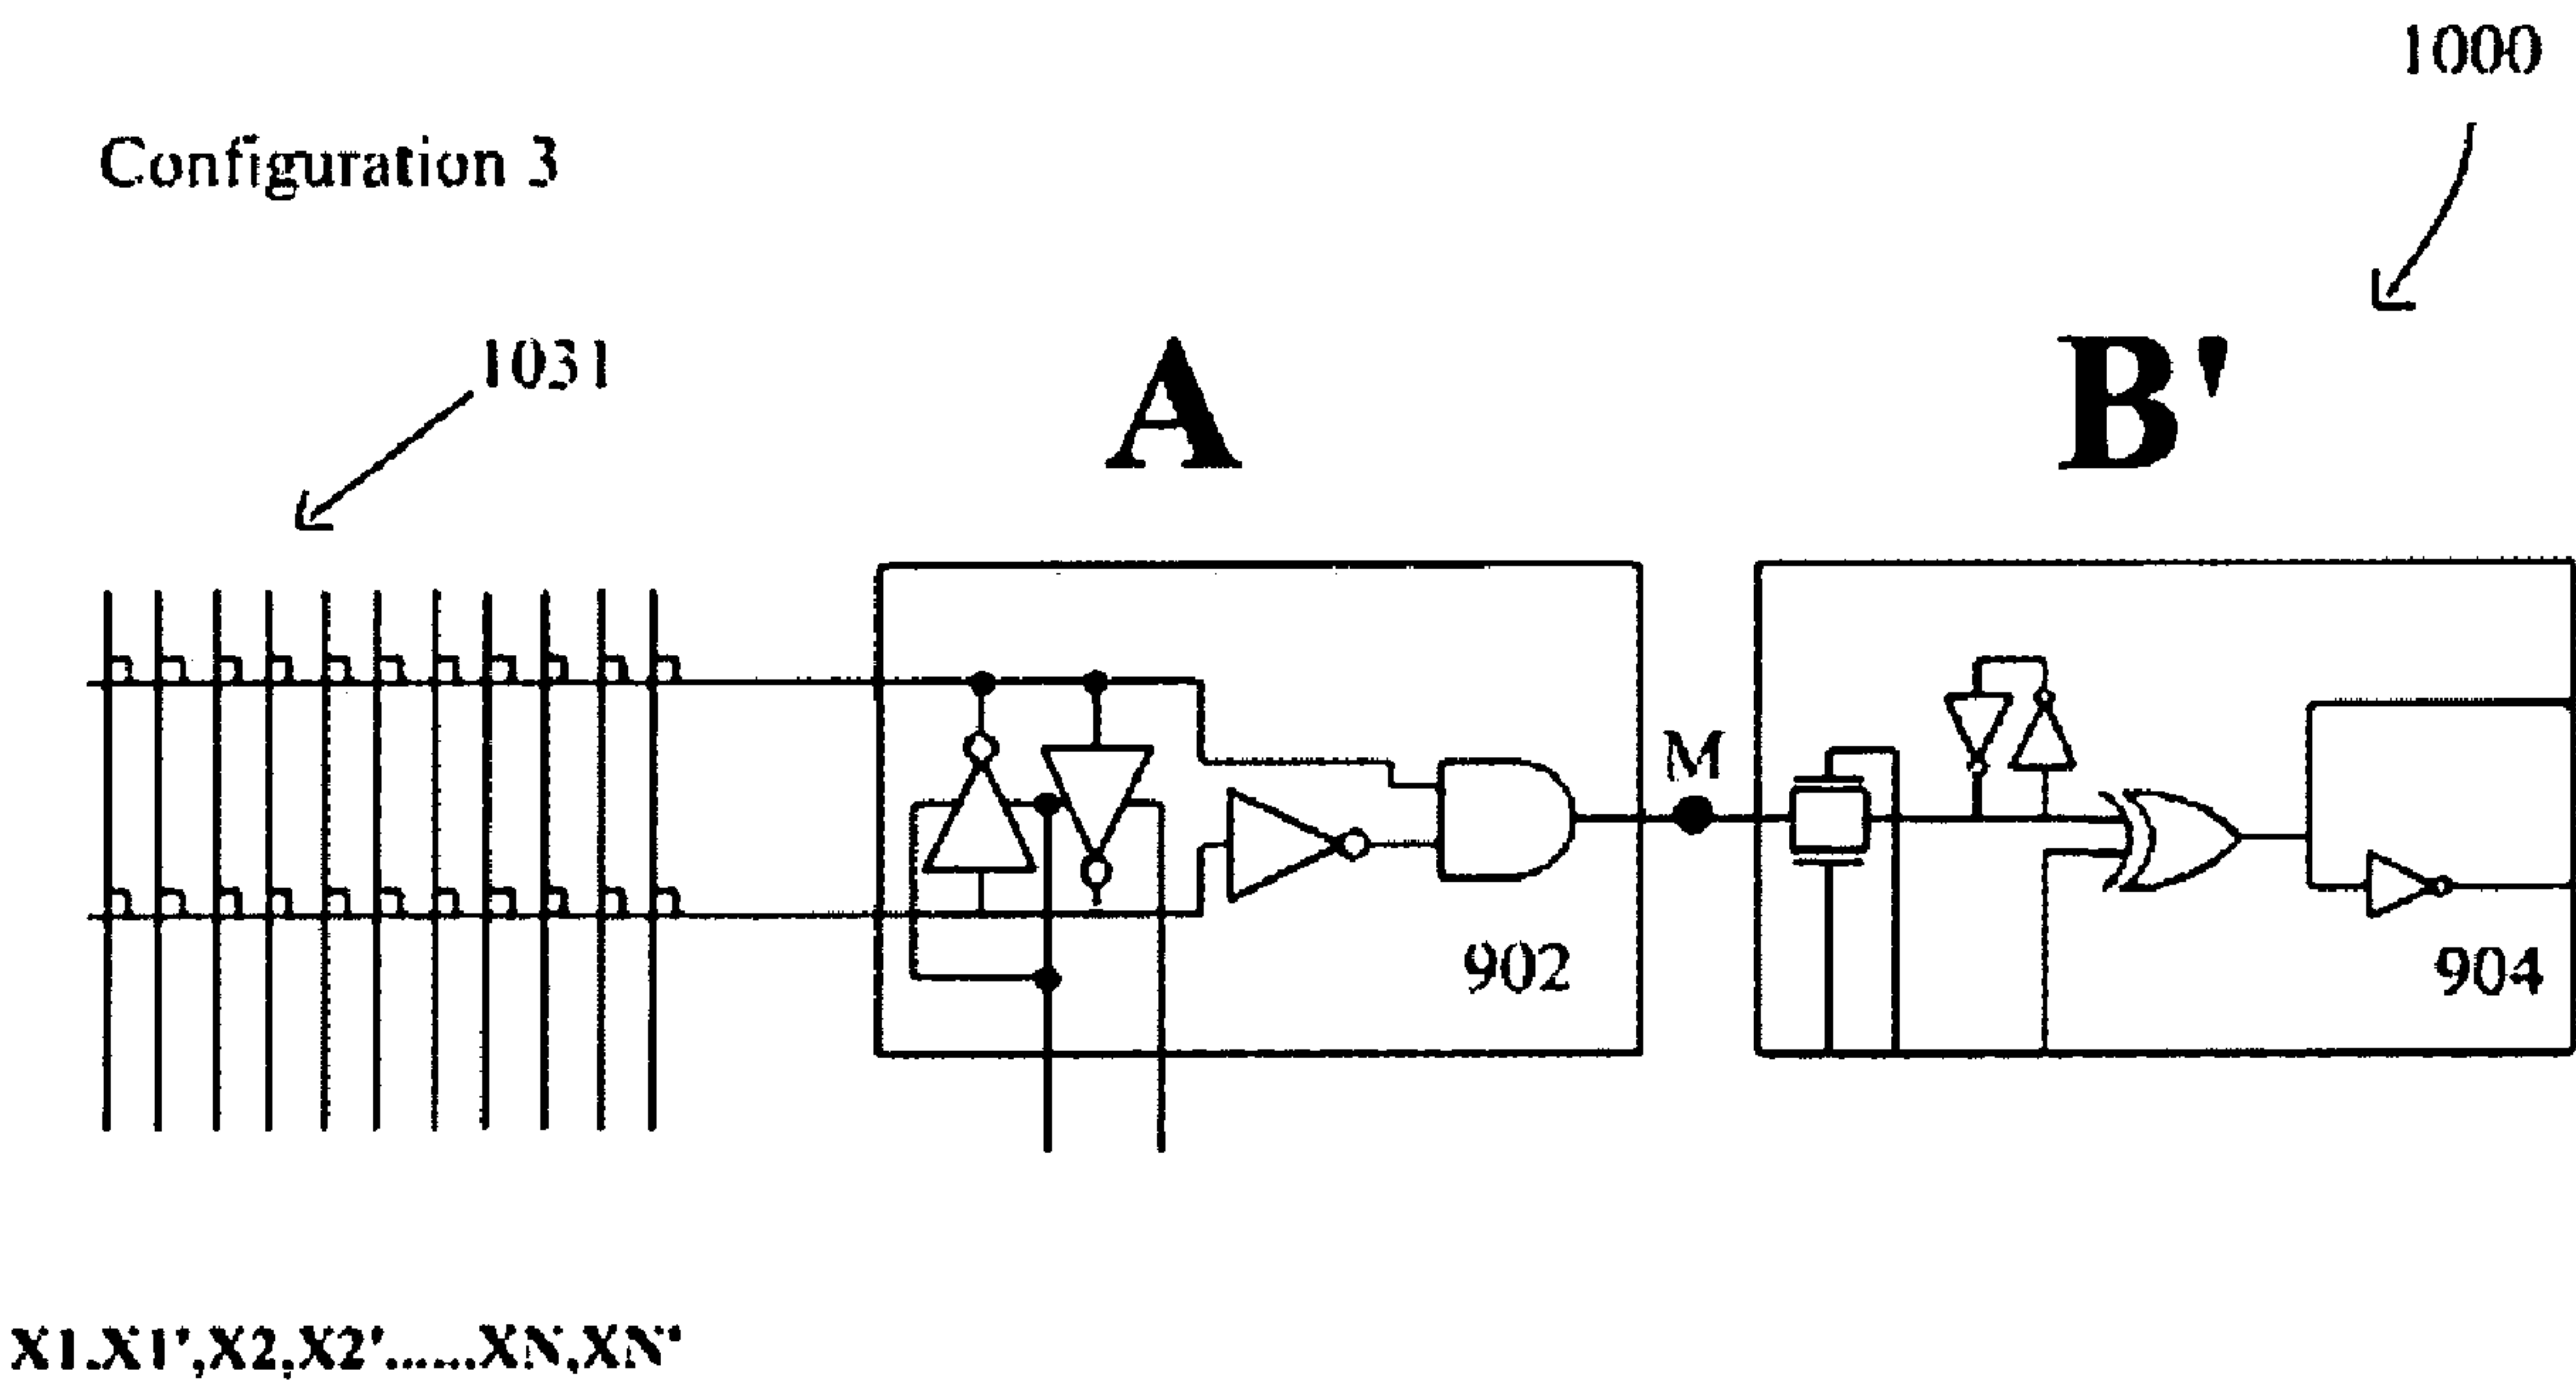 1000
Configuration 3
1031
A
B'
M
902
904
X1.X1',X2,X2'......XN,XN'